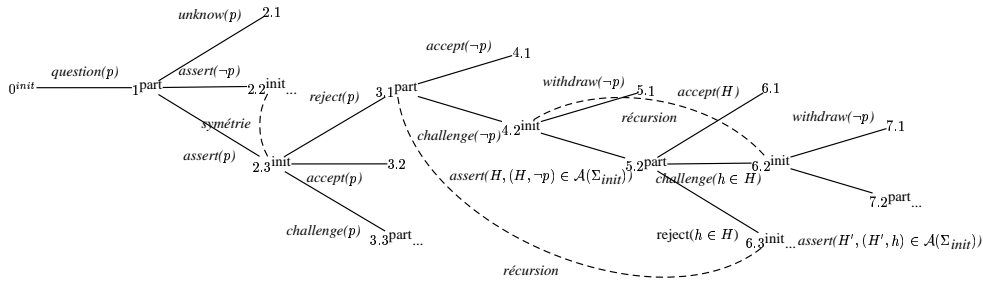 unknow(p)
2.1
question(p)
assert(¬p)
0^init
1^part
2.2^init...
symétrie
assert(p)
2.3^init
reject(p)
3.1^part
accept(p)
3.2
challenge(p)
3.3^part...
accept(¬p)
4.1
challenge(¬p)
4.2^init
withdraw(¬p)
5.1
récursion
assert(H, (H, ¬p) ∈ 𝒜(Σ_init))
5.2^part
accept(H)
6.1
challenge(h ∈ H)
6.2^init
reject(h ∈ H)
6.3^init...
withdraw(¬p)
7.1
7.2^part...
assert(H′, (H′, h) ∈ 𝒜(Σ_init))
récursion